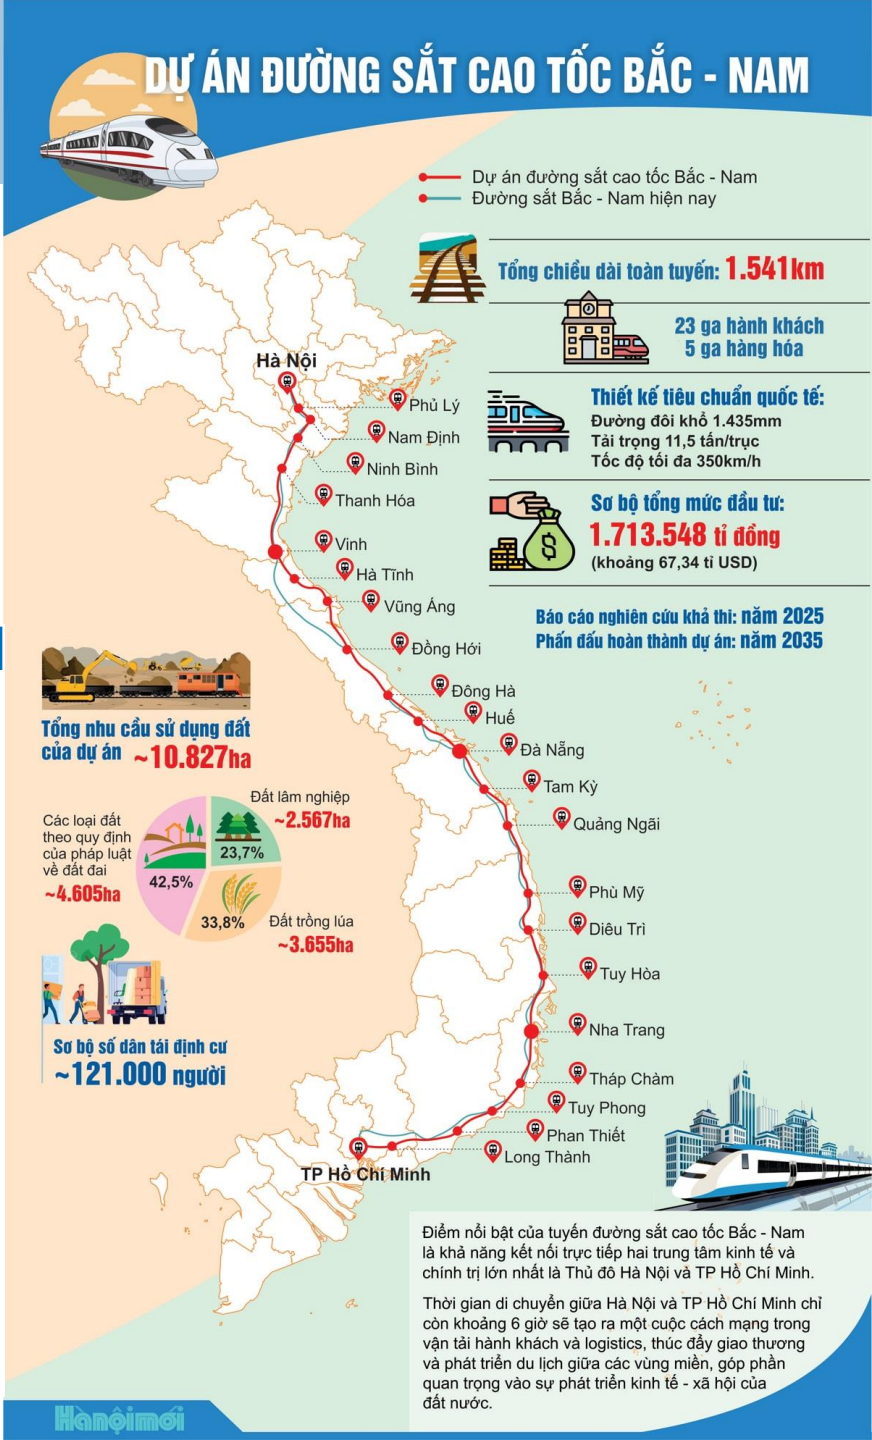 DỰ ÁN ĐƯỜNG SẮT CAO TỐC BẮC - NAM
Dự án đường sắt cao tốc Bắc - Nam
Đường sắt Bắc - Nam hiện nay
Tổng chiều dài toàn tuyến: 1.541km
23 ga hành khách
5 ga hàng hóa
Thiết kế tiêu chuẩn quốc tế:
Đường đôi khổ 1.435mm
Tải trọng 11,5 tấn/trục
Tốc độ tối đa 350km/h
Sơ bộ tổng mức đầu tư:
1.713.548 tỉ đồng
(khoảng 67,34 tỉ USD)
Báo cáo nghiên cứu khả thi: năm 2025
Phấn đấu hoàn thành dự án: năm 2035
Hà Nội
Phủ Lý
Nam Định
Ninh Bình
Thanh Hóa
Vinh
Hà Tĩnh
Vũng Áng
Đồng Hới
Đông Hà
Huế
Đà Nẵng
Tam Kỳ
Quảng Ngãi
Phù Mỹ
Diêu Trì
Tuy Hòa
Nha Trang
Tháp Chàm
Tuy Phong
Phan Thiết
Long Thành
TP Hồ Chí Minh
Tổng nhu cầu sử dụng đất
của dự án ~10.827ha
Đất lâm nghiệp
~2.567ha
23,7%
Các loại đất
theo quy định
của pháp luật
về đất đai
~4.605ha
42,5%
33,8%
Đất trồng lúa
~3.655ha
$
Sơ bộ số dân tái định cư
~121.000 người
Điểm nổi bật của tuyến đường sắt cao tốc Bắc - Nam
là khả năng kết nối trực tiếp hai trung tâm kinh tế và
chính trị lớn nhất là Thủ đô Hà Nội và TP Hồ Chí Minh.
Thời gian di chuyển giữa Hà Nội và TP Hồ Chí Minh chỉ
còn khoảng 6 giờ sẽ tạo ra một cuộc cách mạng trong
vận tải hành khách và logistics, thúc đẩy giao thương
và phát triển du lịch giữa các vùng miền, góp phần
quan trọng vào sự phát triển kinh tế - xã hội của
đất nước.
Hànộimới